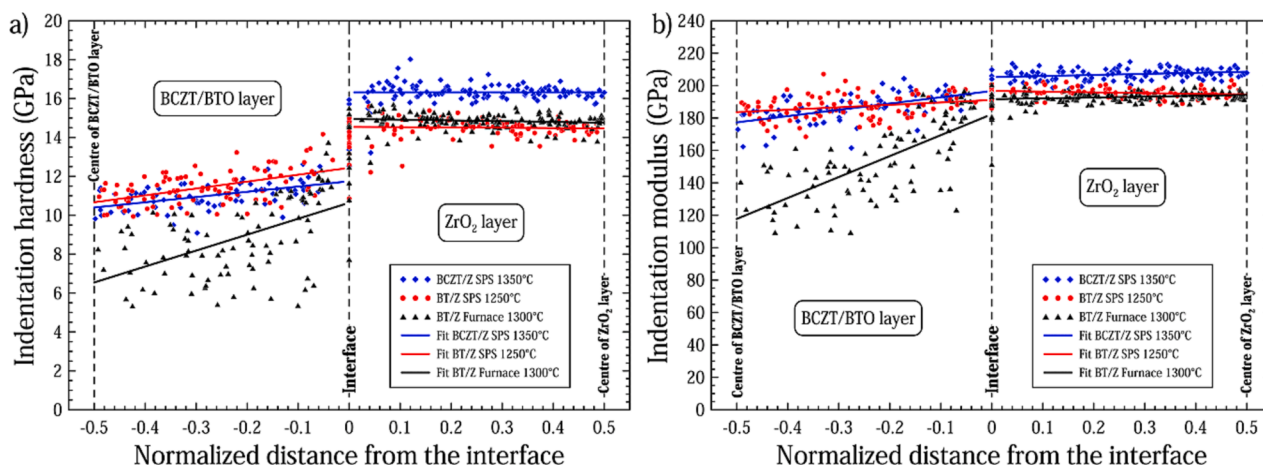 a)
Indentation hardness (GPa)
20
18
16
14
12
10
8
6
4
2
0
Centre of BCZT/BTO layer
BCZT/BTO layer
Interface
ZrO₂ layer
Centre of ZrO₂ layer
BCZT/Z SPS 1350°C
BT/Z SPS 1250°C
BT/Z Furnace 1300°C
Fit BCZT/Z SPS 1350°C
Fit BT/Z SPS 1250°C
Fit BT/Z Furnace 1300°C
-0.5 -0.4 -0.3 -0.2 -0.1 0 0.1 0.2 0.3 0.4 0.5
Normalized distance from the interface
b)
Indentation modulus (GPa)
240
220
200
180
160
140
120
100
80
60
40
20
0
Centre of BCZT/BTO layer
BCZT/BTO layer
Interface
ZrO₂ layer
Centre of ZrO₂ layer
BCZT/Z SPS 1350°C
BT/Z SPS 1250°C
BT/Z Furnace 1300°C
Fit BCZT/Z SPS 1350°C
Fit BT/Z SPS 1250°C
Fit BT/Z Furnace 1300°C
-0.5 -0.4 -0.3 -0.2 -0.1 0 0.1 0.2 0.3 0.4 0.5
Normalized distance from the interface